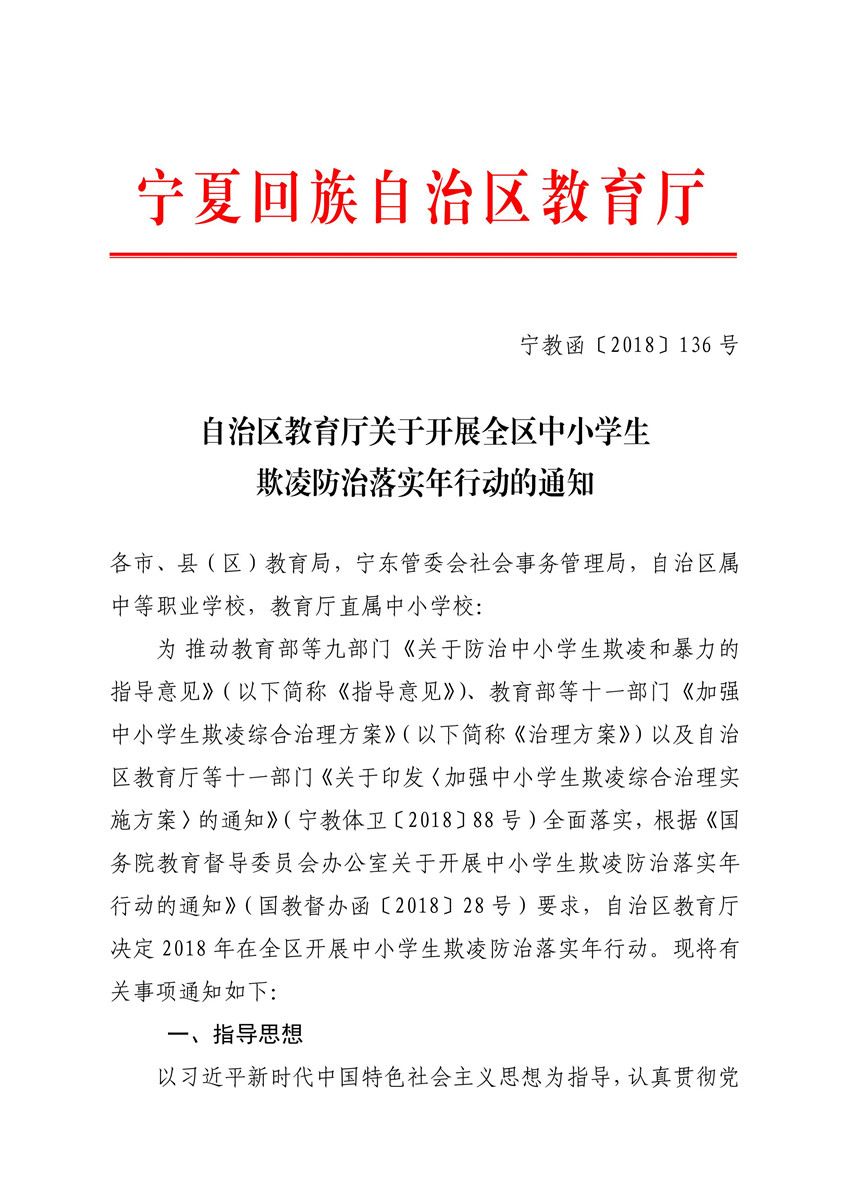 宁夏回族自治区教育厅
宁教函〔2018〕136 号
自治区教育厅关于开展全区中小学生
欺凌防治落实年行动的通知
各市、县（区）教育局，宁东管委会社会事务管理局，自治区属
中等职业学校，教育厅直属中小学校：
为 推动教育部等九部门《关于防治中小学生欺凌和暴力的
指导意见》（以下简称《指导意见》）、教育部等十一部门《加强
中小学生欺凌综合治理方案》（以下简称《治理方案》）以及自治
区教育厅等十一部门《关于印发〈加强中小学生欺凌综合治理实
施方案〉的通知》（宁教体卫〔2018〕88 号）全面落实，根据《国
务院教育督导委员会办公室关于开展中小学生欺凌防治落实年
行动的通知》（国教督办函〔2018〕28 号）要求，自治区教育厅
决定 2018 年在全区开展中小学生欺凌防治落实年行动。现将有
关事项通知如下：
一、指导思想
以习近平新时代中国特色社会主义思想为指导，认真贯彻党